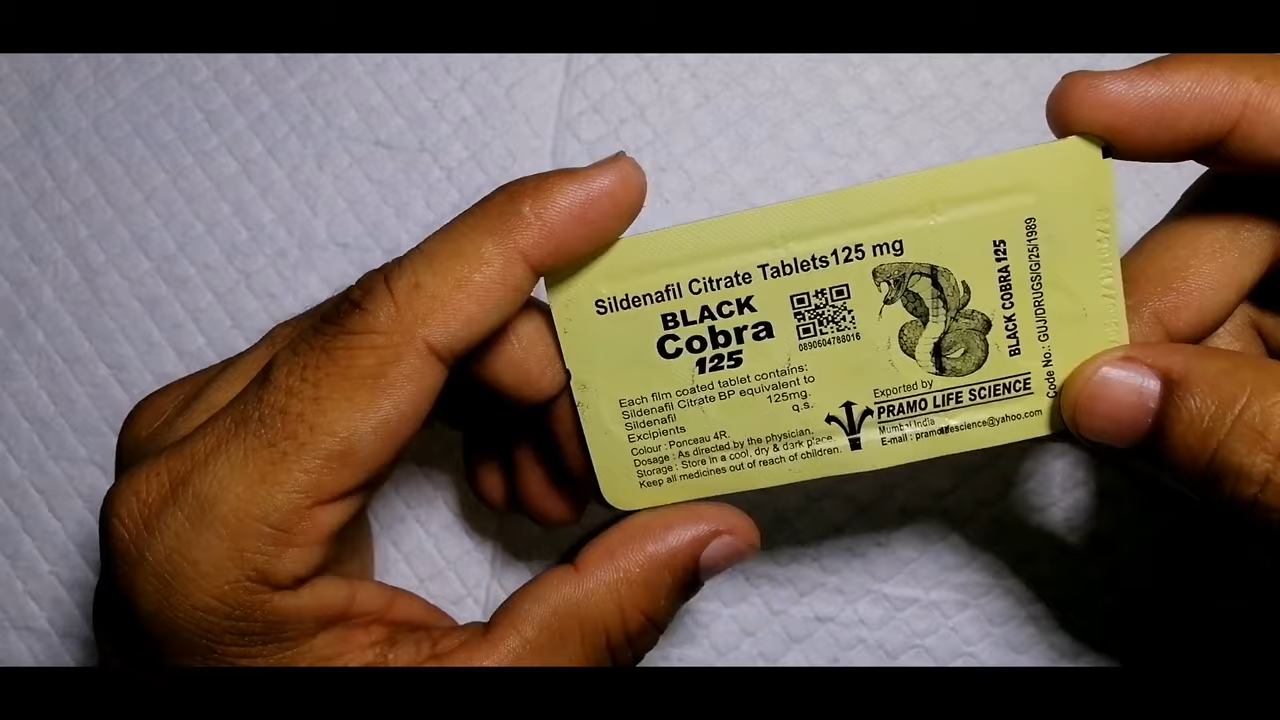 Sildenafil Citrate Tablets 125 mg
BLACK
Cobra
125
0890604788016
Each film coated tablet contains:
Sildenafil Citrate BP equivalent to
Sildenafil 125mg.
Excipients q.s.
Colour : Ponceau 4R.
Dosage : As directed by the physician.
Storage : Store in a cool, dry & dark place.
Keep all medicines out of reach of children.
Exported by
PRAMO LIFE SCIENCE
Mumbai India
E-mail : pramolifescience@yahoo.com
BLACK COBRA 125
Code No.: GUJ/DRUGS/G/25/1989